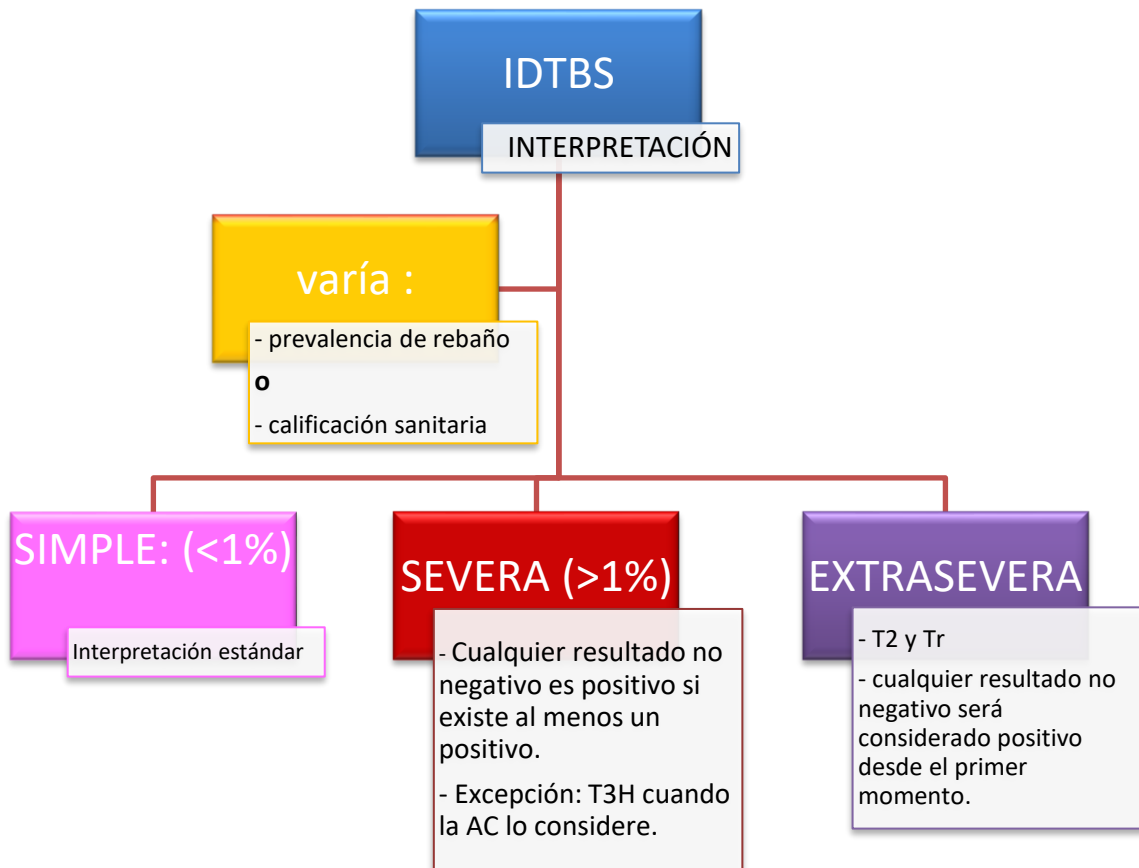 IDTBS
INTERPRETACIÓN
varía :
- prevalencia de rebaño
o
- calificación sanitaria
SIMPLE: (<1%)
Interpretación estándar
SEVERA (>1%)
- Cualquier resultado no
negativo es positivo si
existe al menos un
positivo.
- Excepción: T3H cuando
la AC lo considere.
EXTRASEVERA
- T2 y Tr
- cualquier resultado no
negativo será
considerado positivo
desde el primer
momento.